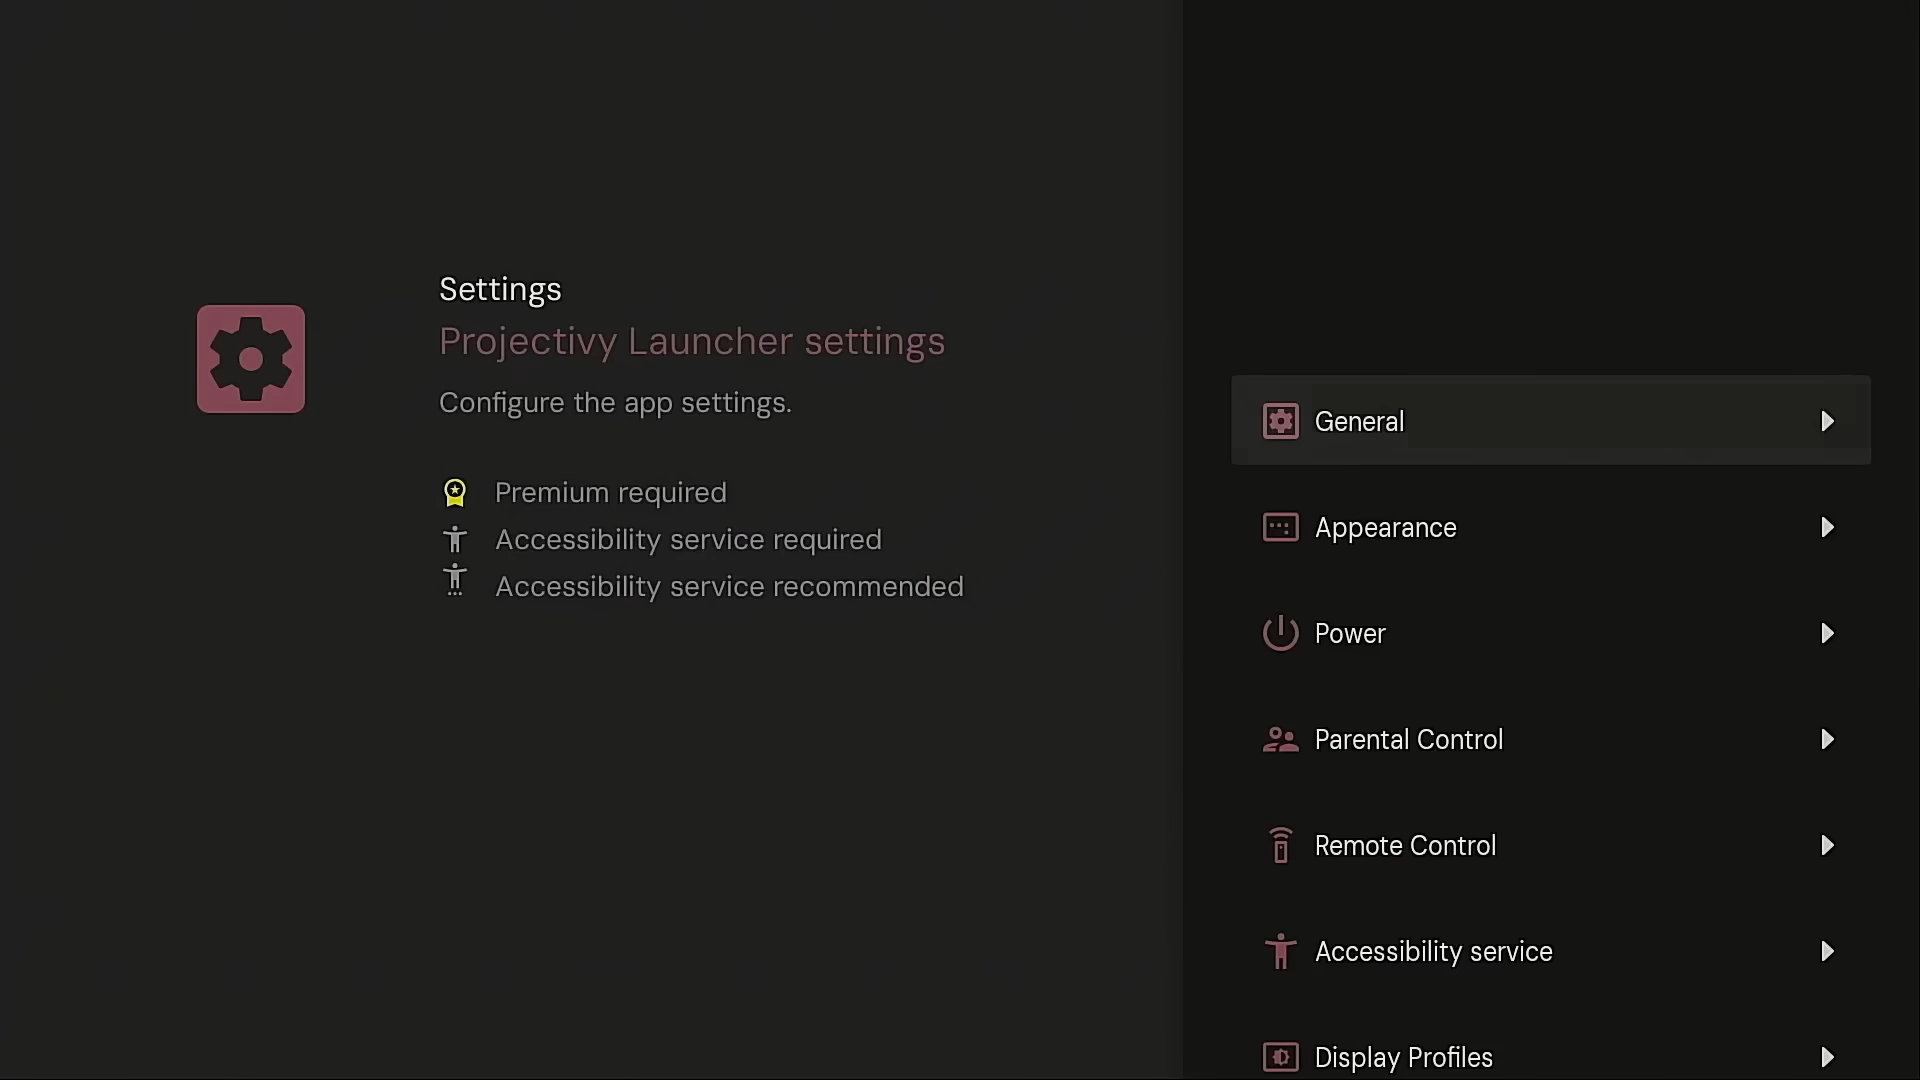 Settings
Projectivy Launcher settings
Configure the app settings.
Premium required
Accessibility service required
Accessibility service recommended
General
Appearance
Power
Parental Control
Remote Control
Accessibility service
Display Profiles